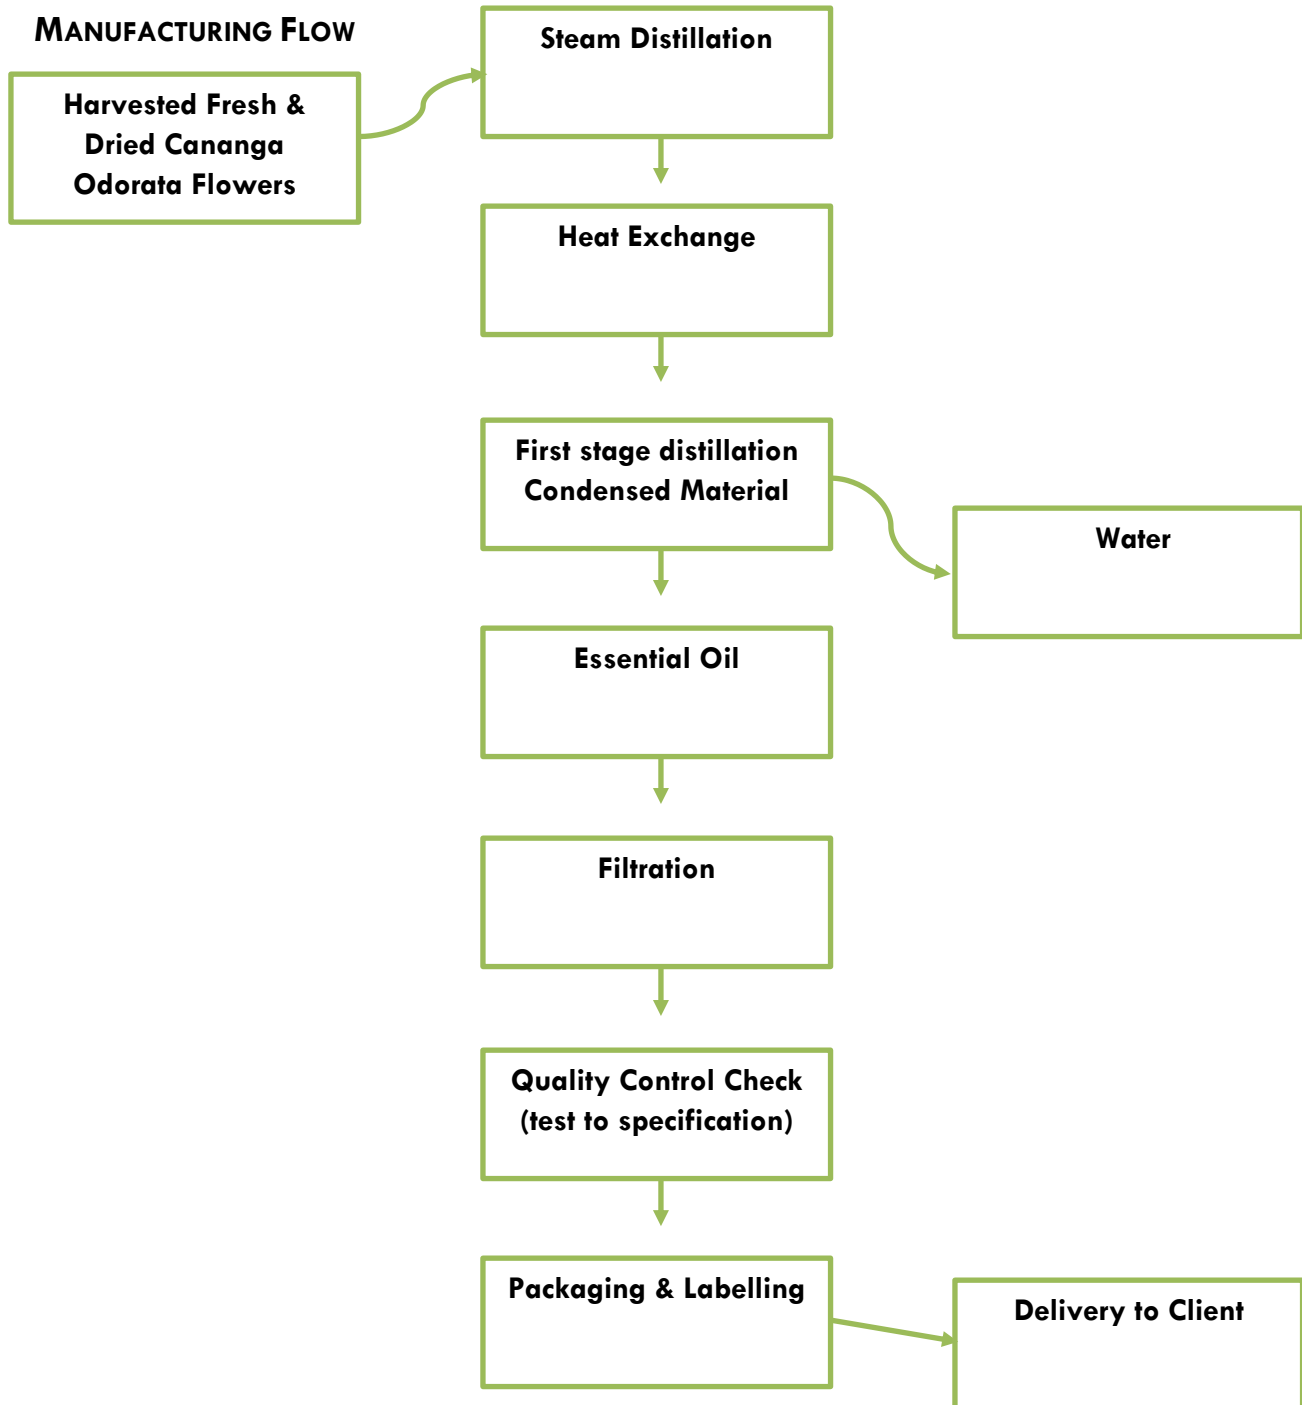 MANUFACTURING FLOW
Harvested Fresh &
Dried Cananga
Odorata Flowers
Steam Distillation
Heat Exchange
First stage distillation
Condensed Material
Water
Essential Oil
Filtration
Quality Control Check
(test to specification)
Packaging & Labelling
Delivery to Client